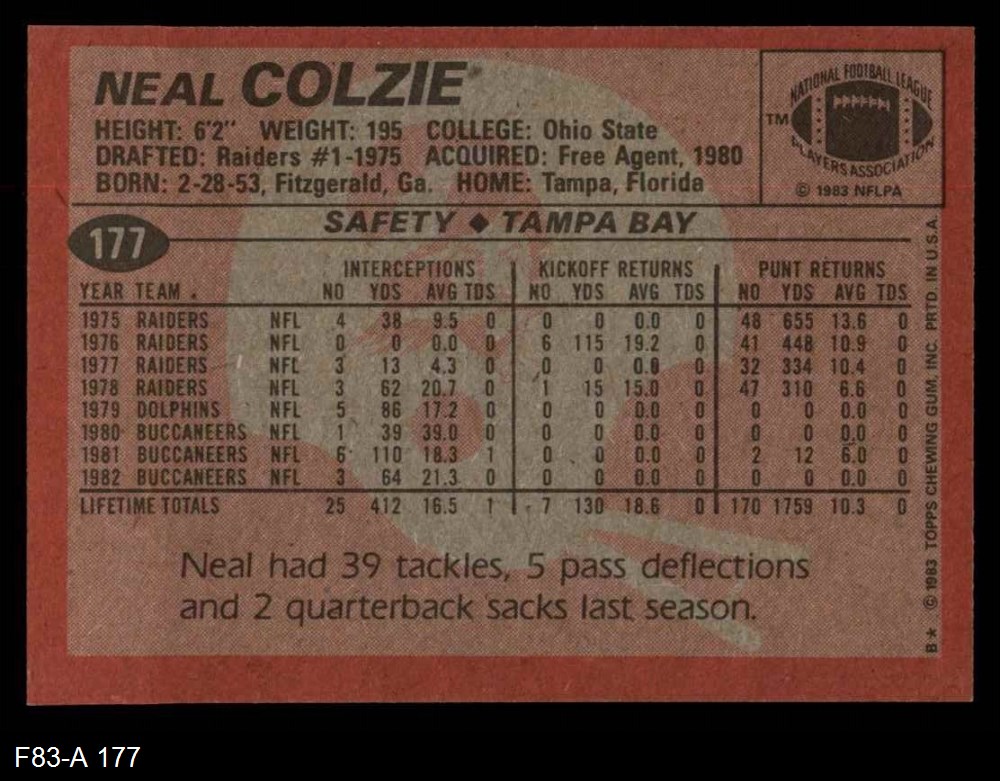 NEAL COLZIE
HEIGHT: 6'2" WEIGHT: 195 COLLEGE: Ohio State
DRAFTED: Raiders #1-1975 ACQUIRED: Free Agent, 1980
BORN: 2-28-53, Fitzgerald, Ga. HOME: Tampa, Florida
NATIONAL FOOTBALL LEAGUE
TM
PLAYERS ASSOCIATION
© 1983 NFLPA
177
SAFETY ◆ TAMPA BAY
INTERCEPTIONS KICKOFF RETURNS PUNT RETURNS
YEAR TEAM NO YDS AVG TDS NO YDS AVG TDS NO YDS AVG TDS
1975 RAIDERS NFL 4 38 9.5 0 0 0 0.0 0 48 655 13.6 0
1976 RAIDERS NFL 0 0 0.0 0 6 115 19.2 0 41 448 10.9 0
1977 RAIDERS NFL 3 13 4.3 0 0 0 0.0 0 32 334 10.4 0
1978 RAIDERS NFL 3 62 20.7 0 1 15 15.0 0 47 310 6.6 0
1979 DOLPHINS NFL 5 86 17.2 0 0 0 0.0 0 0 0 0.0 0
1980 BUCCANEERS NFL 1 39 39.0 0 0 0 0.0 0 0 0 0.0 0
1981 BUCCANEERS NFL 6 110 18.3 1 0 0 0.0 0 2 12 6.0 0
1982 BUCCANEERS NFL 3 64 21.3 0 0 0 0.0 0 0 0 0.0 0
LIFETIME TOTALS 25 412 16.5 1 7 130 18.6 0 170 1759 10.3 0
Neal had 39 tackles, 5 pass deflections
and 2 quarterback sacks last season.
B* © 1983 TOPPS CHEWING GUM, INC. PRTD. IN U.S.A.
F83-A 177